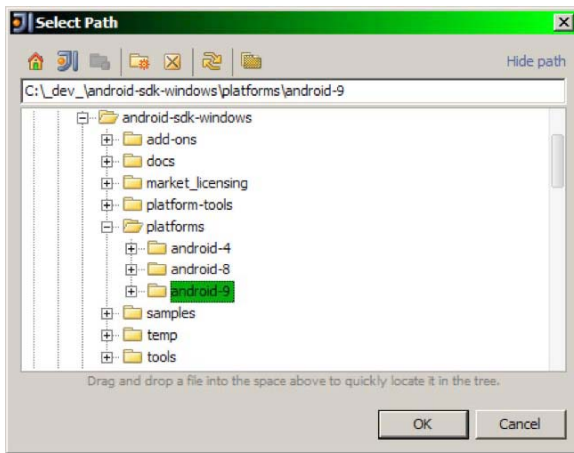 Select Path
Hide path
C:\_dev_\android-sdk-windows\platforms\android-9
android-sdk-windows
add-ons
docs
market_licensing
platform-tools
platforms
android-4
android-8
android-9
samples
temp
tools
Drag and drop a file into the space above to quickly locate it in the tree.
OK Cancel